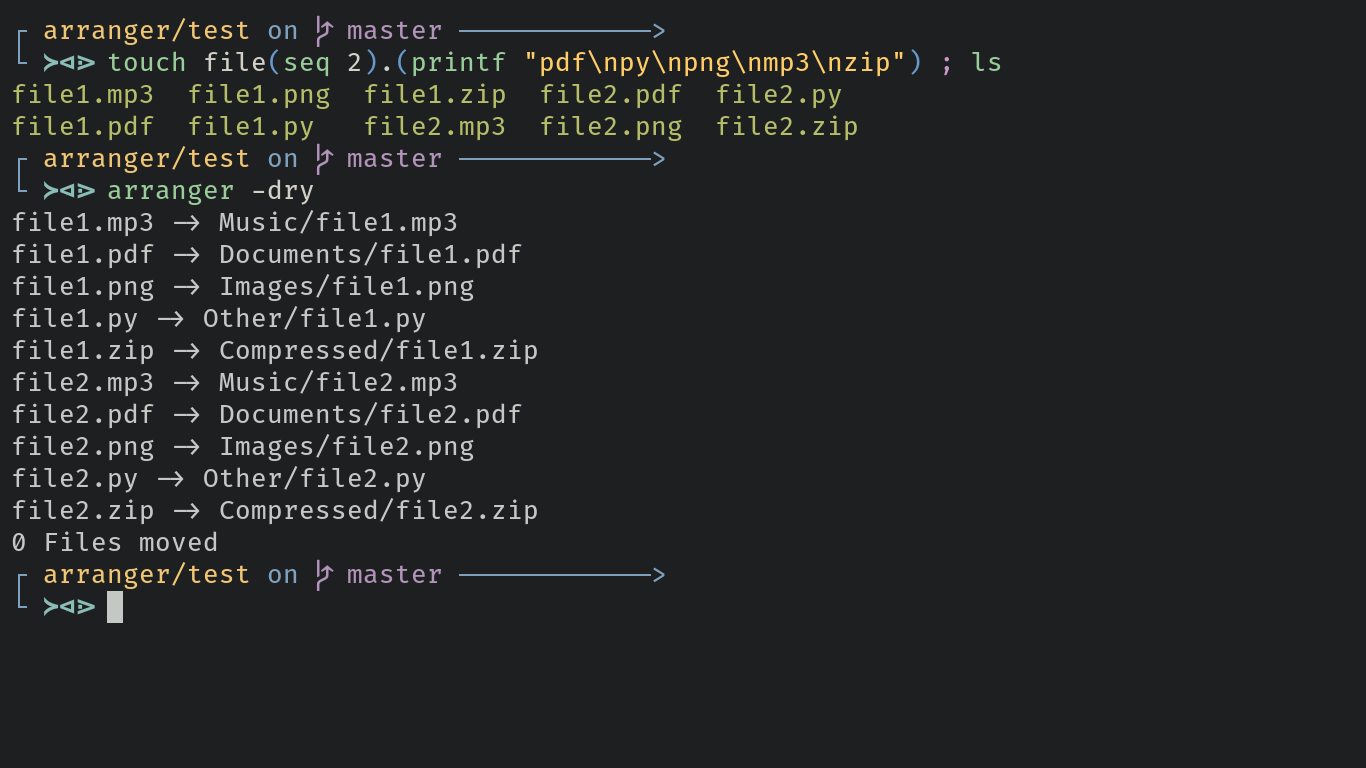 arranger/test on master ────────────>
touch file(seq 2).(printf "pdf\npy\npng\nmp3\nzip") ; ls
file1.mp3  file1.png  file1.zip  file2.pdf  file2.py
file1.pdf  file1.py   file2.mp3  file2.png  file2.zip
arranger/test on master ────────────>
arranger -dry
file1.mp3 -> Music/file1.mp3
file1.pdf -> Documents/file1.pdf
file1.png -> Images/file1.png
file1.py -> Other/file1.py
file1.zip -> Compressed/file1.zip
file2.mp3 -> Music/file2.mp3
file2.pdf -> Documents/file2.pdf
file2.png -> Images/file2.png
file2.py -> Other/file2.py
file2.zip -> Compressed/file2.zip
0 Files moved
arranger/test on master ────────────>